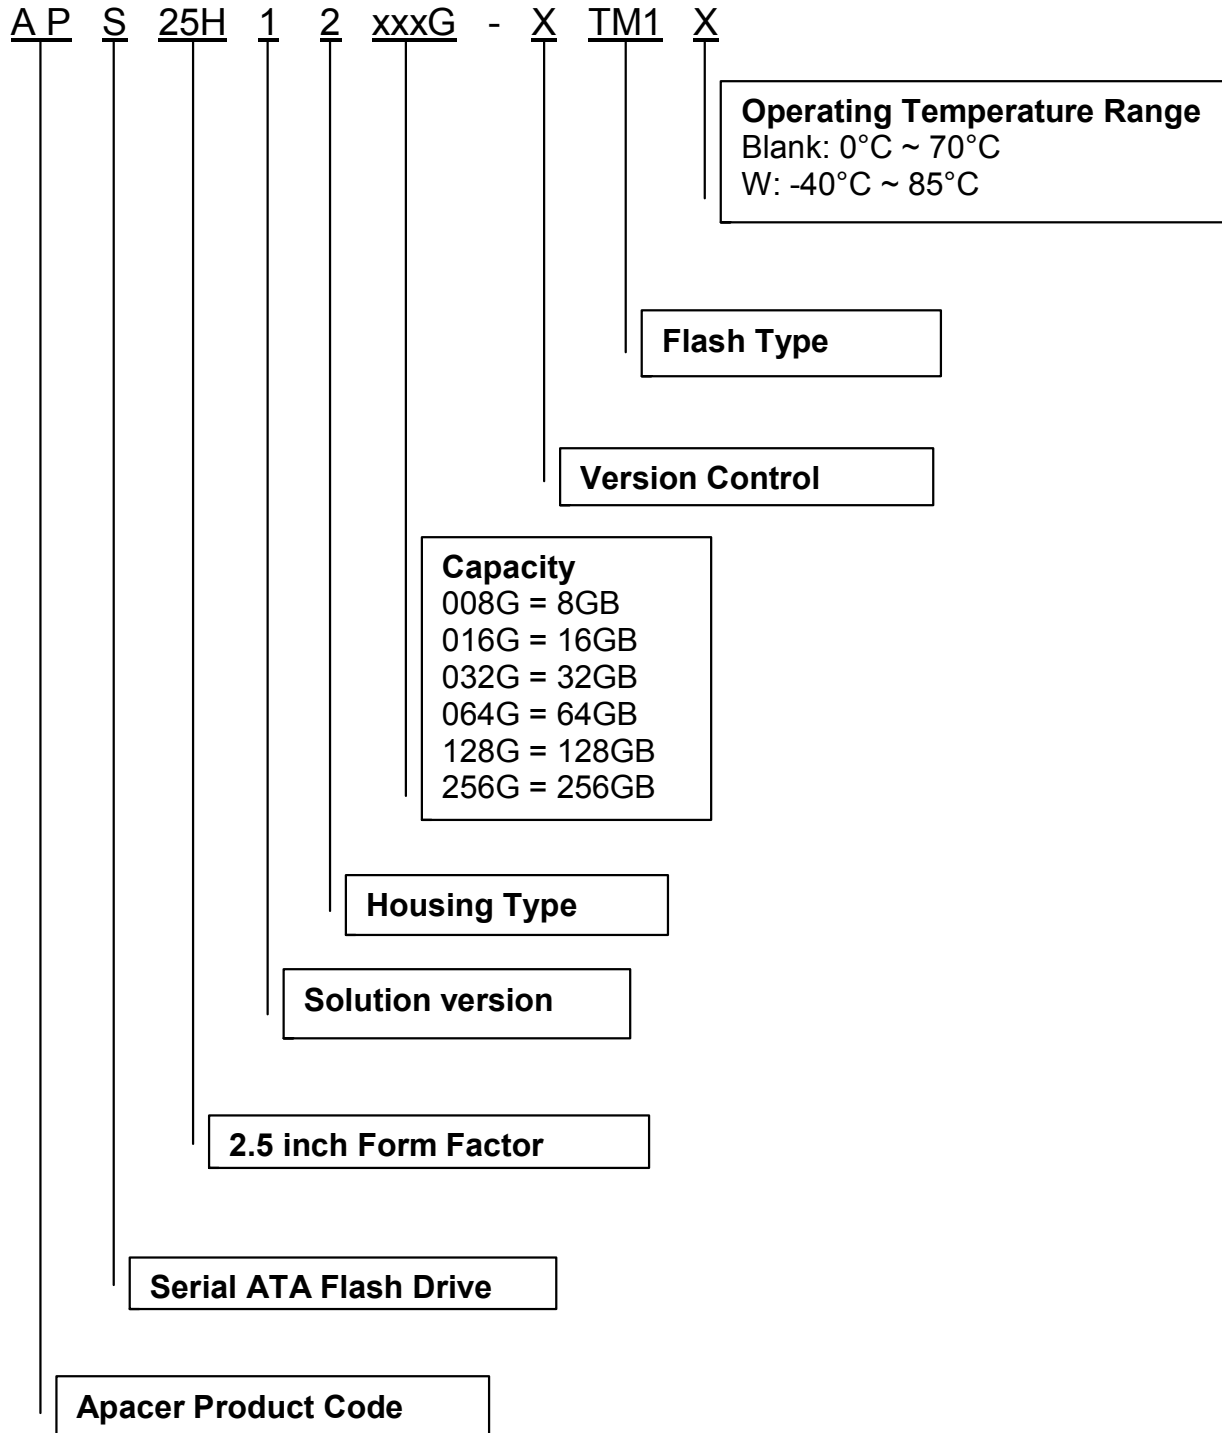 A P S 25H 1 2 xxxG - X TM1 X
Operating Temperature Range
Blank: 0°C ~ 70°C
W: -40°C ~ 85°C
Flash Type
Version Control
Capacity
008G = 8GB
016G = 16GB
032G = 32GB
064G = 64GB
128G = 128GB
256G = 256GB
Housing Type
Solution version
2.5 inch Form Factor
Serial ATA Flash Drive
Apacer Product Code